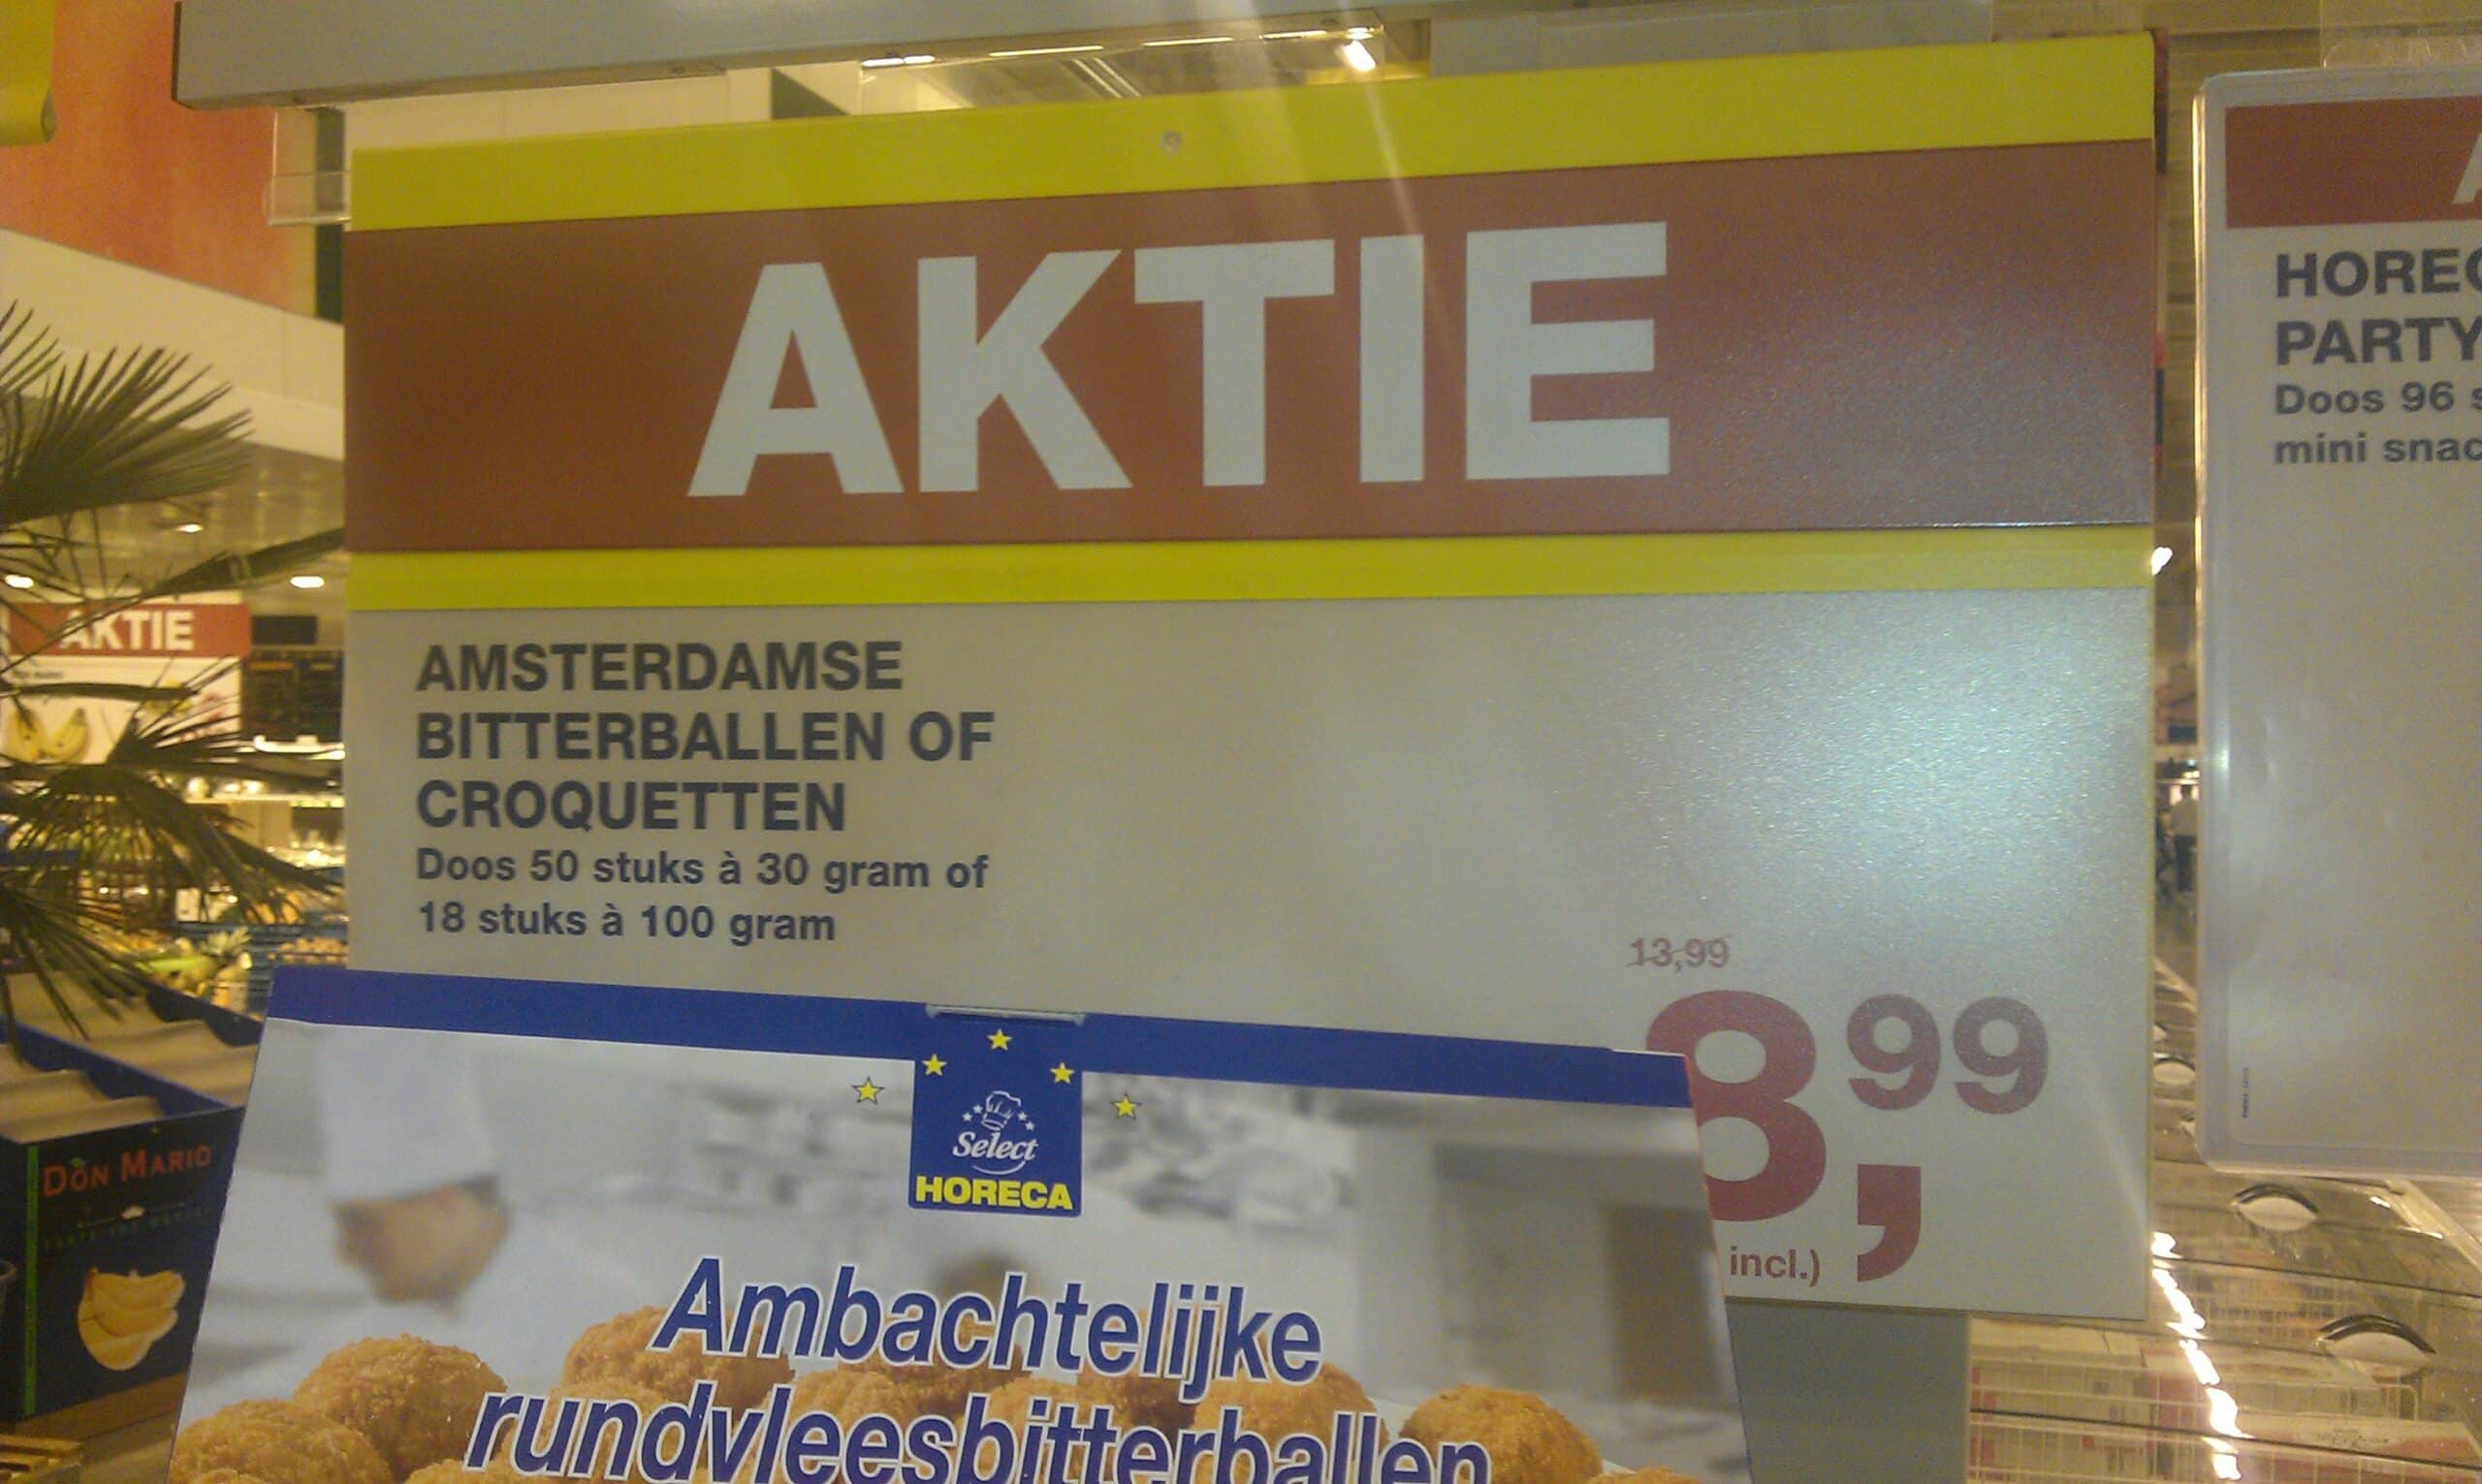 AKTIE
AMSTERDAMSE
BITTERBALLEN OF
CROQUETTEN
Doos 50 stuks à 30 gram of
18 stuks à 100 gram
13,99
8,99
incl.)
Select
HORECA
Ambachtelijke
rundvleesbitterballen
HOREC
PARTY
Doos 96
mini snac
AKTIE
DON MARIO